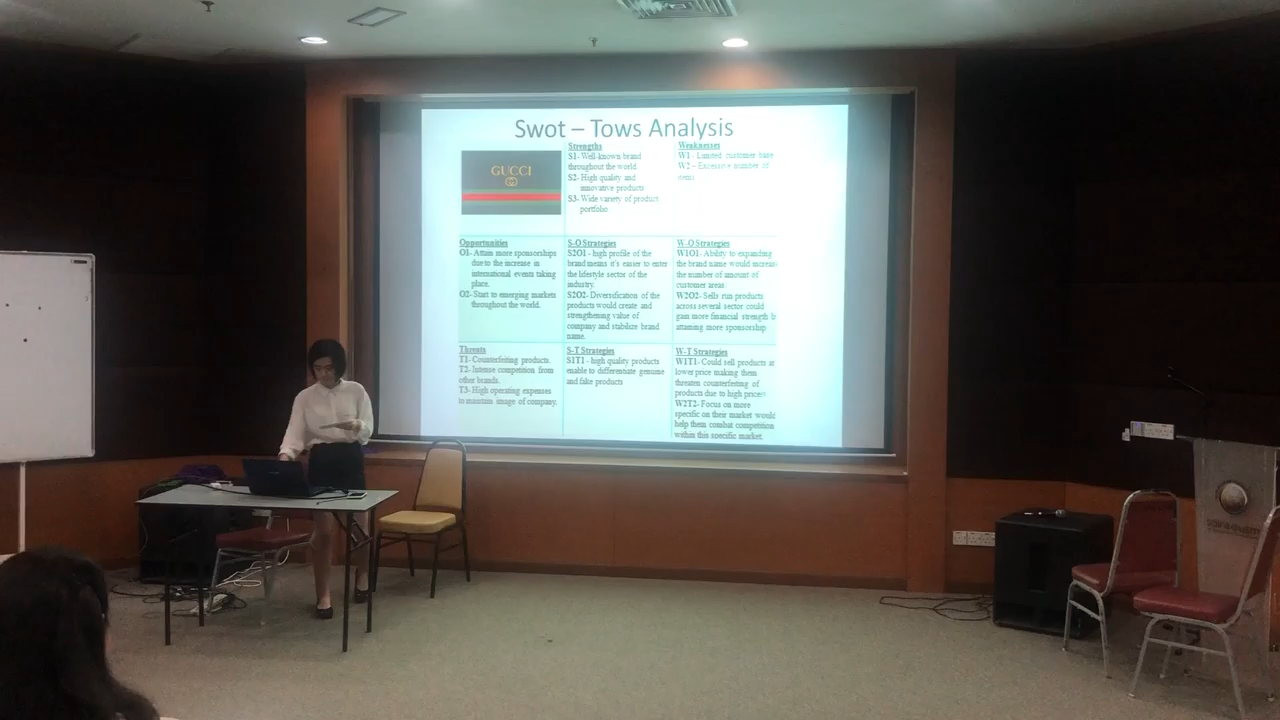 Swot – Tows Analysis
GUCCI
Strengths
S1- Well-known brand
throughout the world
S2- High quality and
innovative products
S3- Wide variety of product
portfolio
Weaknesses
W1 - Limited customer base
W2 – Excessive number of
items
Opportunities
O1- Attain more sponsorships
due to the increase in
international events taking
place.
O2- Start to emerging markets
throughout the world.
S-O Strategies
S2O1 - high profile of the
brand means it's easier to enter
the lifestyle sector of the
industry.
S2O2- Diversification of the
products would create and
strengthening value of
company and stabilize brand
name.
W-O Strategies
W1O1- Ability to expanding
the brand name would increase
the number of amount of
customer areas
W2O2- Sells run products
across several sector could
gain more financial strength b
attaining more sponsorship
Threats
T1- Counterfeiting products.
T2- Intense competition from
other brands.
T3- High operating expenses
to maintain image of company.
S-T Strategies
S1T1 - high quality products
enable to differentiate genuine
and fake products
W-T Strategies
W1T1- Could sell products at
lower price making them
threaten counterfeiting of
products due to high price
W2T2- Focus on more
specific on their market would
help them combat competition
within this specific market.